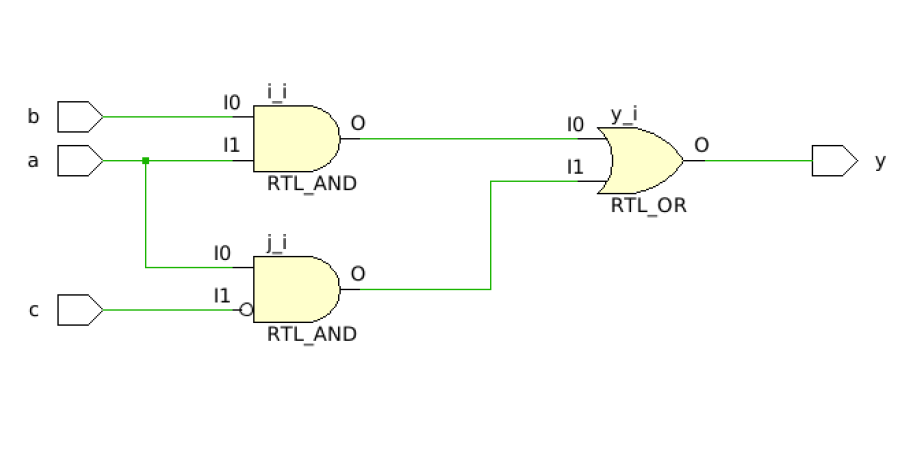 i_i
b
I0
O
a
I1
RTL_AND
y_i
I0
O
I1
y
RTL_OR
j_i
I0
O
c
I1
RTL_AND